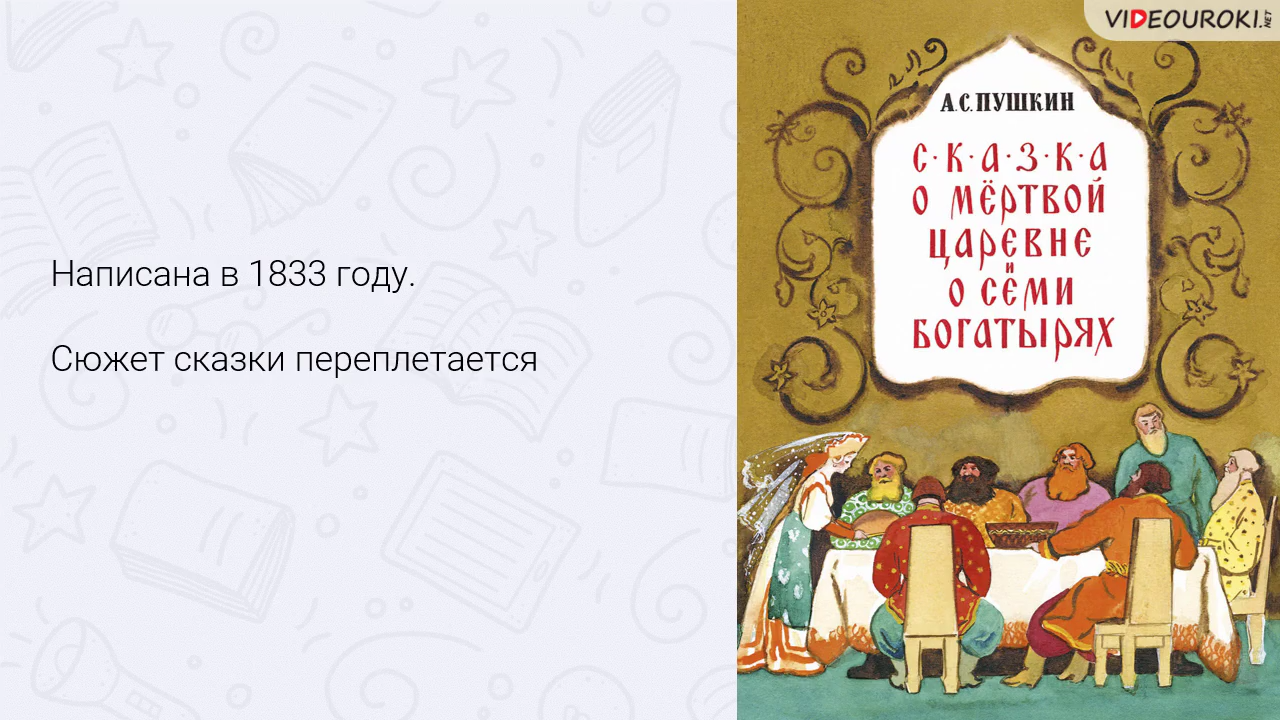 VIDEOUROKI.NET
Написана в 1833 году.
Сюжет сказки переплетается
А.С.ПУШКИН
С·К·А·З·К·А
О МЁРТВОЙ
ЦАРЕВНЕ
И
О СЕМИ
БОГАТЫРЯХ